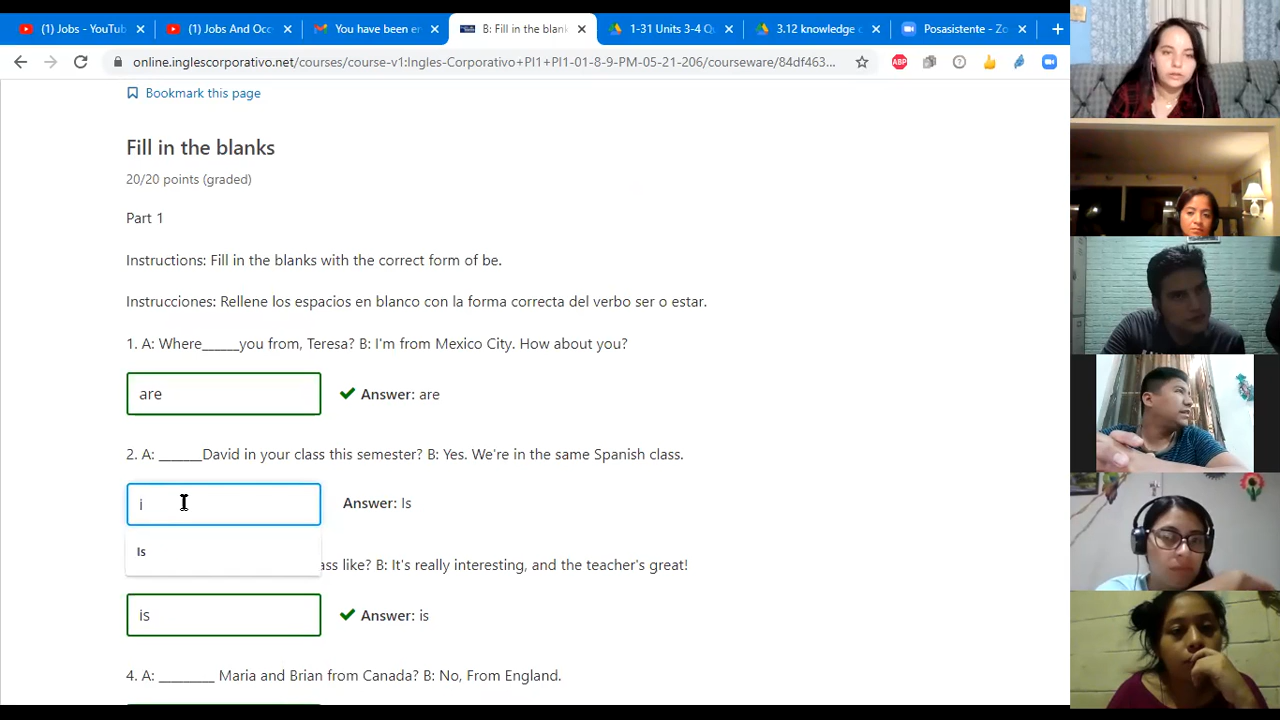 (1) Jobs - YouTub
(1) Jobs And Occ
You have been e
B: Fill in the blank
1-31 Units 3-4 Q
3.12 knowledge c
Posasistente - Zo
online.inglescorporativo.net/courses/course-v1:Ingles-Corporativo+PI1+PI1-01-8-9-PM-05-21-206/courseware/84df463...
ABP
Bookmark this page
Fill in the blanks
20/20 points (graded)
Part 1
Instructions: Fill in the blanks with the correct form of be.
Instrucciones: Rellene los espacios en blanco con la forma correcta del verbo ser o estar.
1. A: Where______you from, Teresa? B: I'm from Mexico City. How about you?
are
Answer: are
2. A: _______David in your class this semester? B: Yes. We're in the same Spanish class.
i
Answer: Is
Is
ass like? B: It's really interesting, and the teacher's great!
is
Answer: is
4. A: _________ Maria and Brian from Canada? B: No, From England.